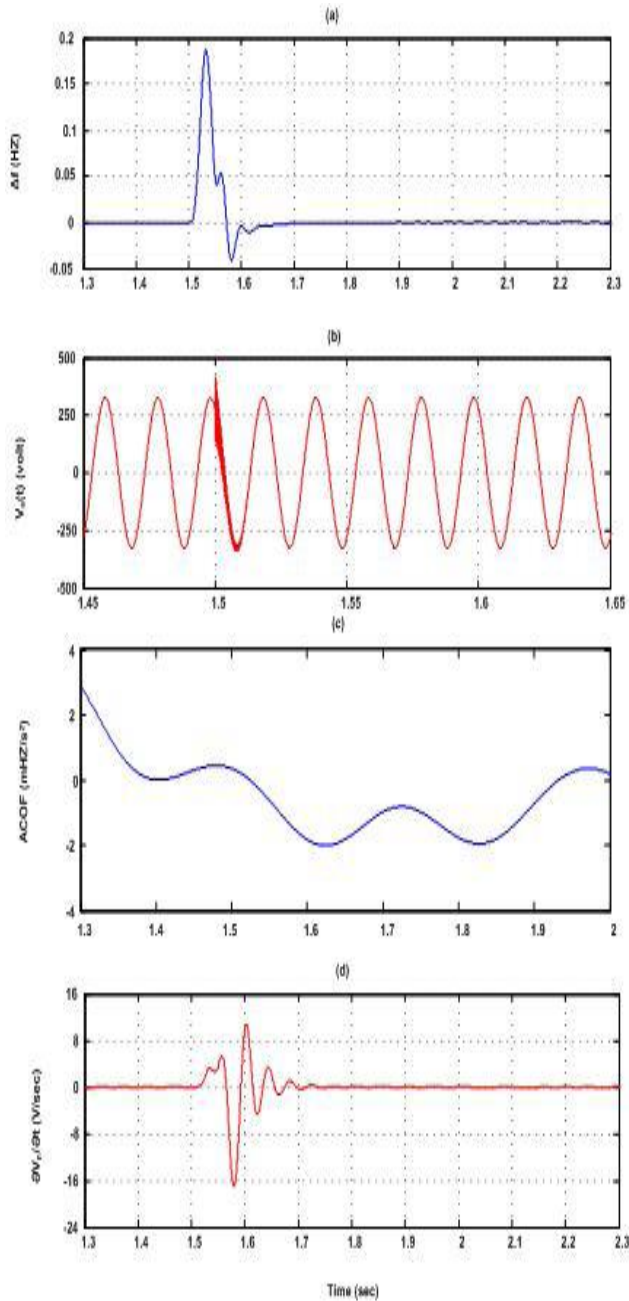 (a)
0.2
0.15
0.1
0.05
0
-0.05
Δf (HZ)
1.3 1.4 1.5 1.6 1.7 1.8 1.9 2 2.1 2.2 2.3
(b)
500
250
0
-250
-500
(t) (volt)
1.45 1.5 1.55 1.6 1.65
(c)
4
2
0
-2
-4
ACOF (mHZ/s²)
1.3 1.4 1.5 1.6 1.7 1.8 1.9 2
(d)
16
8
0
-8
-16
-24
(V/sec)
1.3 1.4 1.5 1.6 1.7 1.8 1.9 2 2.1 2.2 2.3
Time (sec)